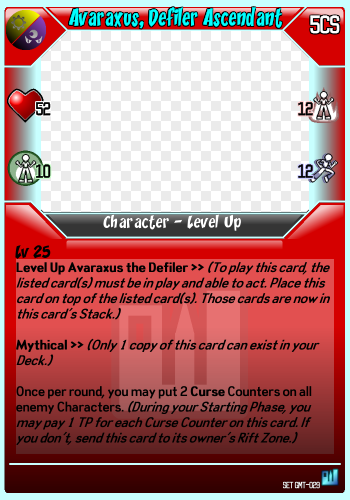 Avaraxus, Defiler Ascendant
5CS
52
12
10
12
Character - Level Up
Lv 25
Level Up Avaraxus the Defiler >> (To play this card, the
listed card(s) must be in play and able to act. Place this
card on top of the listed card(s). Those cards are now in
this card's Stack.)
Mythical >> (Only 1 copy of this card can exist in your
Deck.)
Once per round, you may put 2 Curse Counters on all
enemy Characters. (During your Starting Phase, you
may pay 1 TP for each Curse Counter on this card. If
you don't, send this card to its owner's Rift Zone.)
SET GMT-029